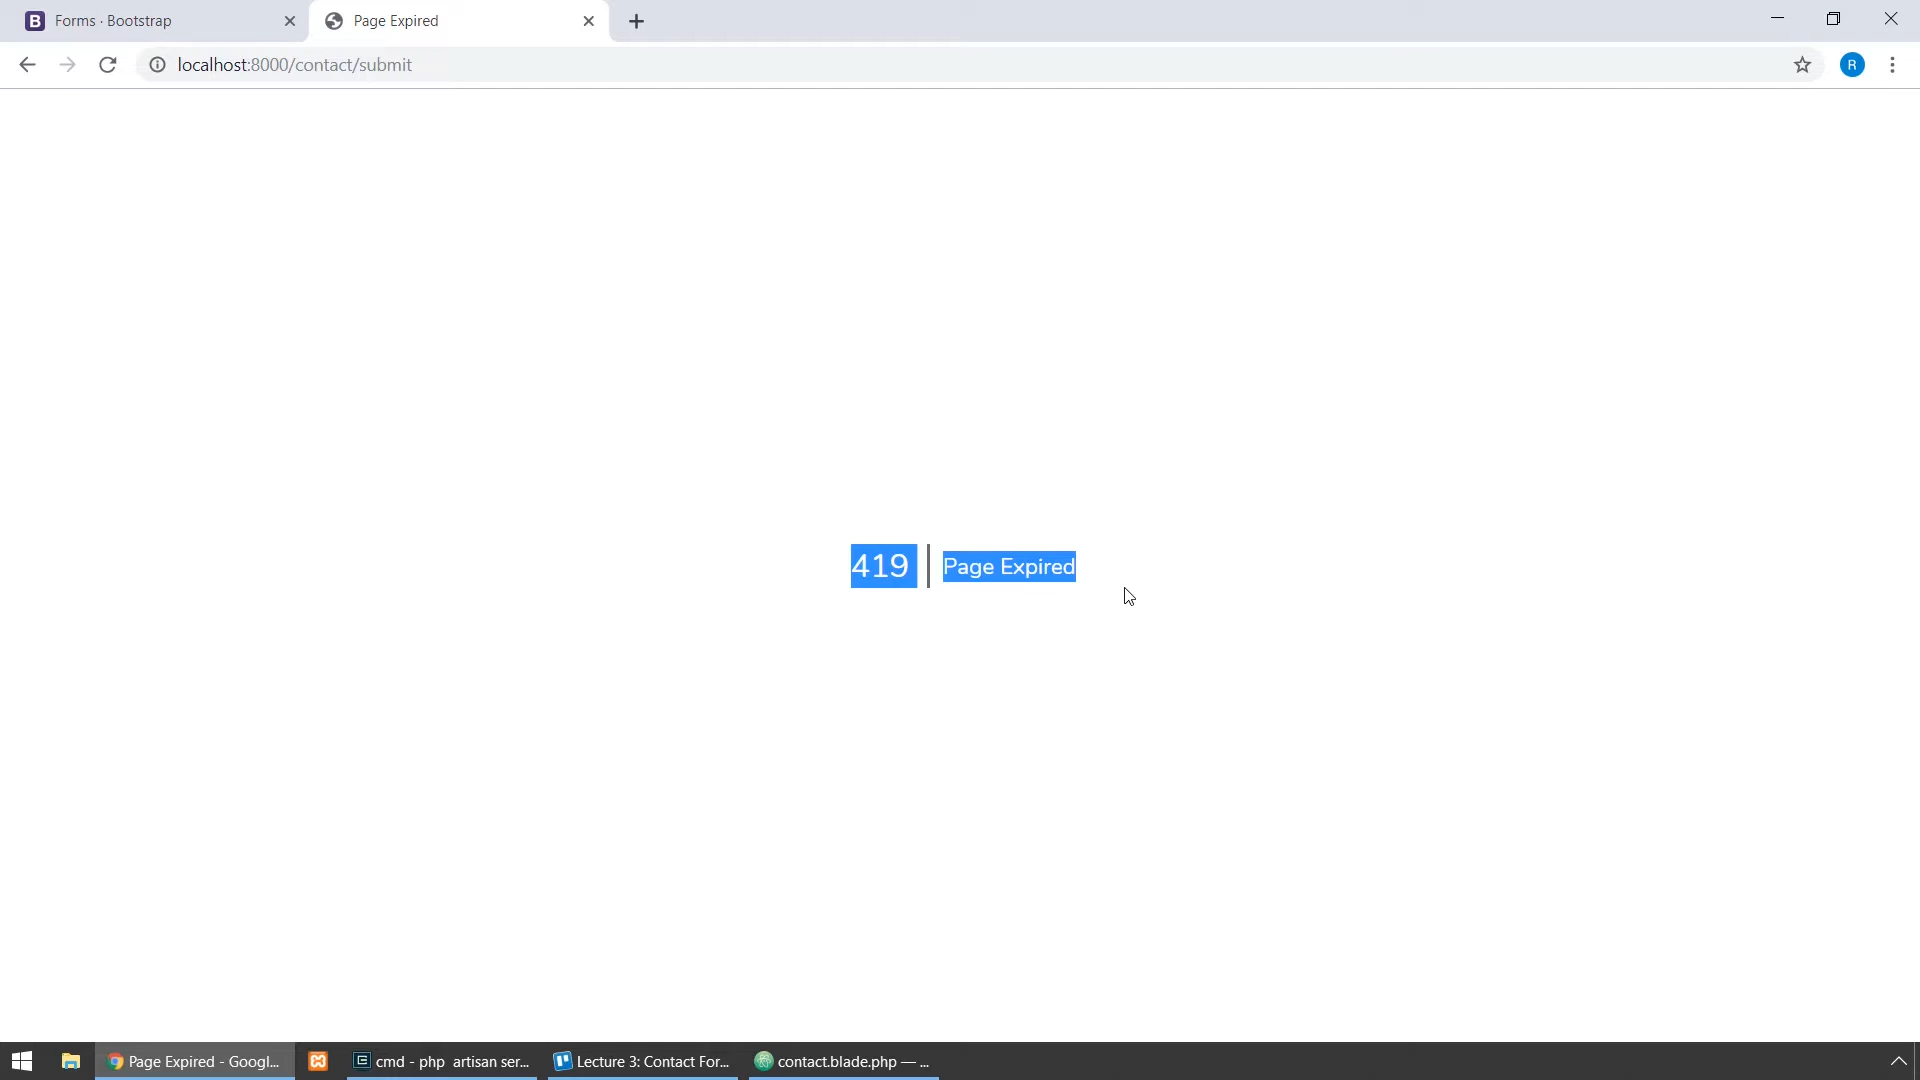 B Forms · Bootstrap
Page Expired
localhost:8000/contact/submit
R
419
Page Expired
Page Expired - Googl...
cmd - php artisan ser...
Lecture 3: Contact For...
contact.blade.php — ...